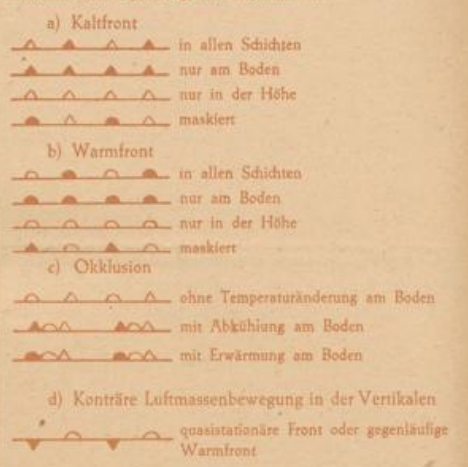 a) Kaltfront
in allen Schichten
nur am Boden
nur in der Höhe
maskiert
b) Warmfront
in allen Schichten
nur am Boden
nur in der Höhe
maskiert
c) Okklusion
ohne Temperaturänderung am Boden
mit Abkühlung am Boden
mit Erwärmung am Boden
d) Konträre Luftmassenbewegung in der Vertikalen
quasistationäre Front oder gegenläufige
Warmfront